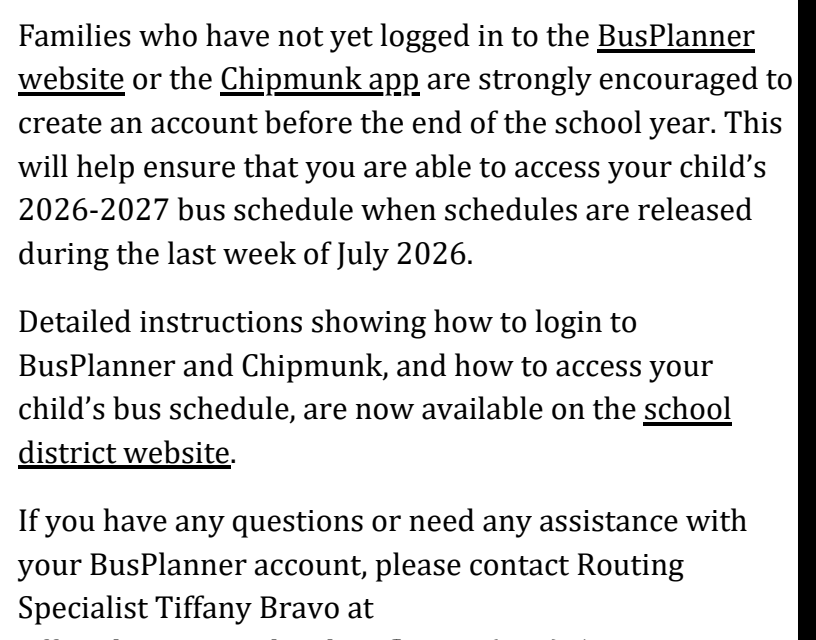 Families who have not yet logged in to the BusPlanner
website or the Chipmunk app are strongly encouraged to
create an account before the end of the school year. This
will help ensure that you are able to access your child’s
2026-2027 bus schedule when schedules are released
during the last week of July 2026.
Detailed instructions showing how to login to
BusPlanner and Chipmunk, and how to access your
child’s bus schedule, are now available on the school
district website.
If you have any questions or need any assistance with
your BusPlanner account, please contact Routing
Specialist Tiffany Bravo at